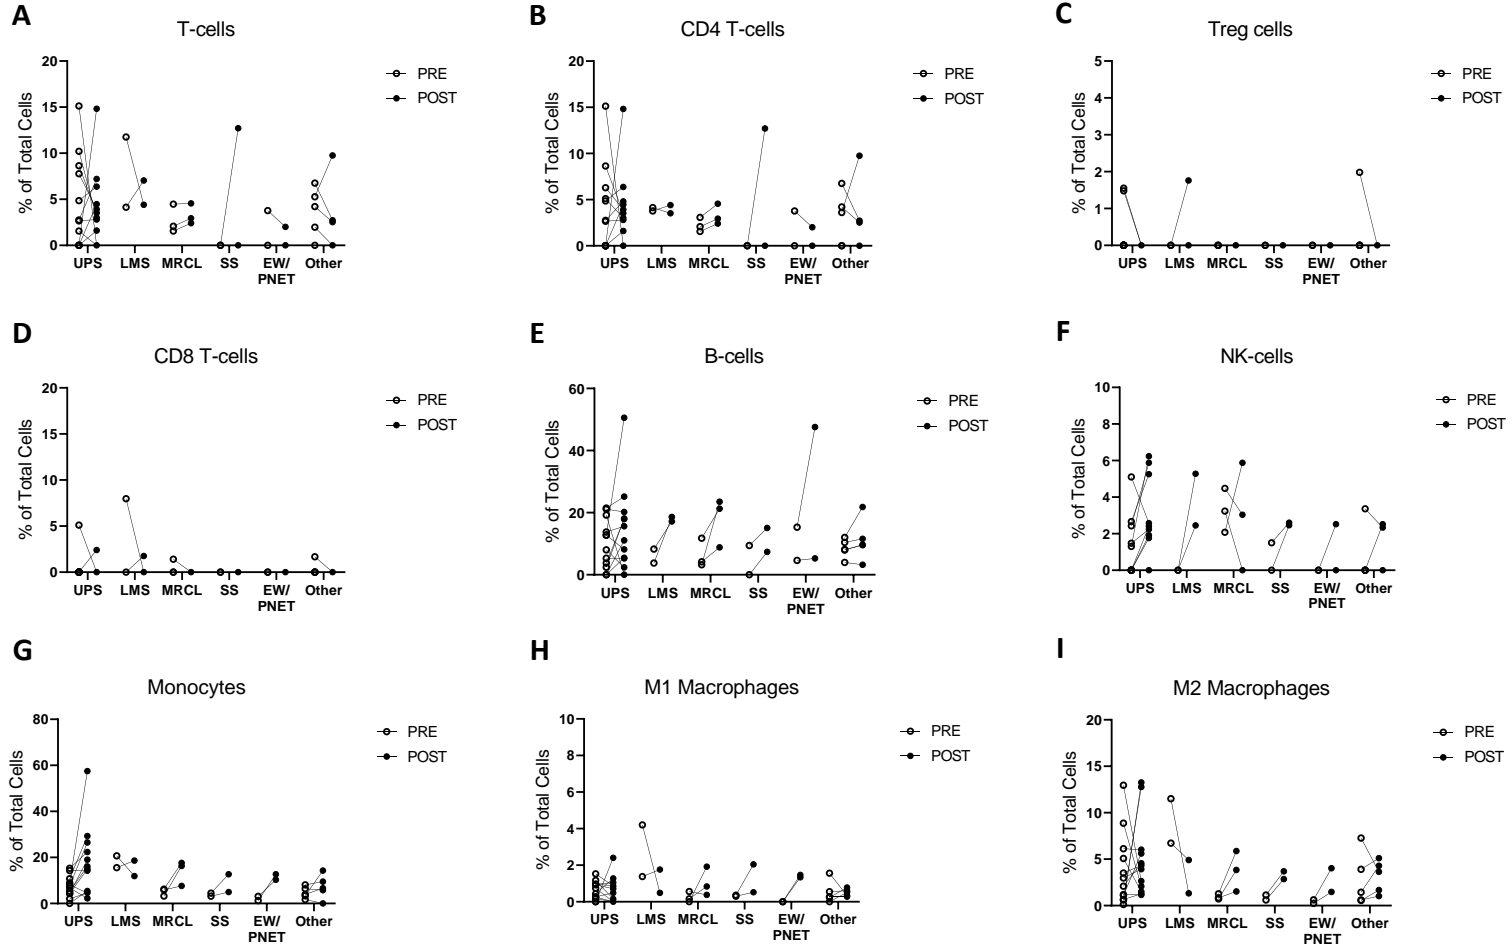 A
T-cells
% of Total Cells
20
15
10
5
0
UPS LMS MRCL SS EW/ Other
PNET
PRE
POST
B
CD4 T-cells
% of Total Cells
20
15
10
5
0
UPS LMS MRCL SS EW/ Other
PNET
PRE
POST
C
Treg cells
% of Total Cells
5
4
3
2
1
0
UPS LMS MRCL SS EW/ Other
PNET
PRE
POST
D
CD8 T-cells
% of Total Cells
20
15
10
5
0
UPS LMS MRCL SS EW/ Other
PNET
PRE
POST
E
B-cells
% of Total Cells
60
40
20
0
UPS LMS MRCL SS EW/ Other
PNET
PRE
POST
F
NK-cells
% of Total Cells
10
8
6
4
2
0
UPS LMS MRCL SS EW/ Other
PNET
PRE
POST
G
Monocytes
% of Total Cells
80
60
40
20
0
UPS LMS MRCL SS EW/ Other
PNET
PRE
POST
H
M1 Macrophages
% of Total Cells
10
8
6
4
2
0
UPS LMS MRCL SS EW/ Other
PNET
PRE
POST
I
M2 Macrophages
% of Total Cells
20
15
10
5
0
UPS LMS MRCL SS EW/ Other
PNET
PRE
POST